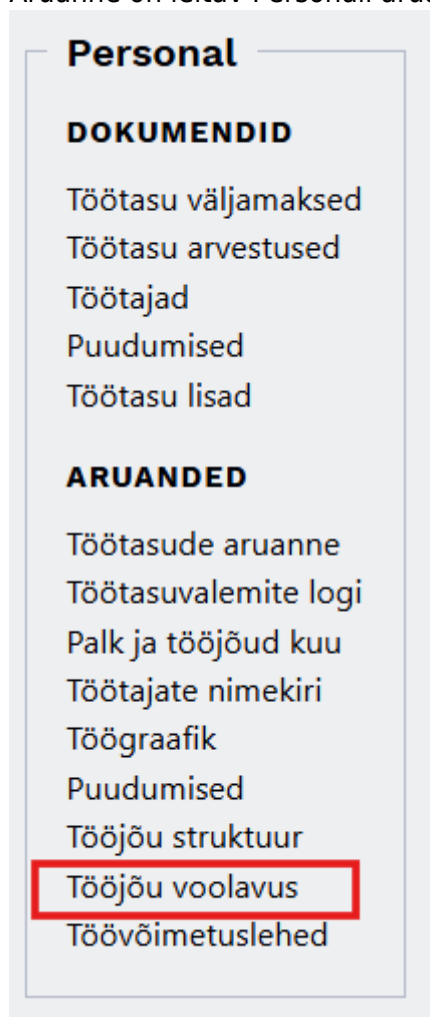 Personal
DOKUMENDID
Töötasu väljamaksed
Töötasu arvestused
Töötajad
Puudumised
Töötasu lisad
ARUANDED
Töötasude aruanne
Töötasuvalemite logi
Palk ja tööjõud kuu
Töötajate nimekiri
Töögraafik
Puudumised
Tööjõu struktuur
Tööjõu voolavus
Töövõimetuslehed